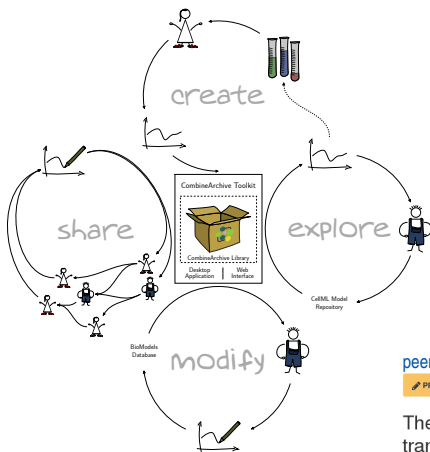 create
CombineArchive Toolkit
CombineArchive Library
Desktop
Application
Web
Interface
share
explore
CellML Model
Repository
BioModels
Database
modify
peer
PR
The
tran